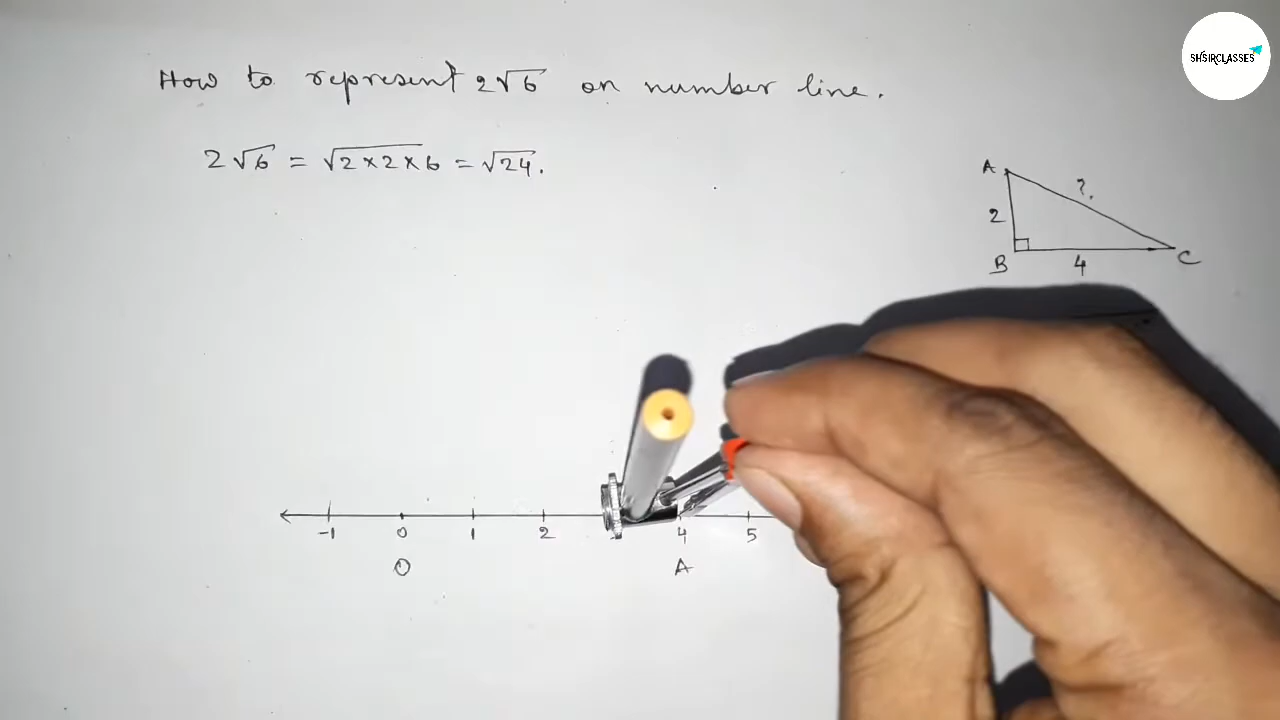 How to represent 2√6 on number line.
2√6 = √2×2×6 = √24.
SHSIRCLASSES
A
?.
2
B
4
C
-1 0 1 2 4 5
O A